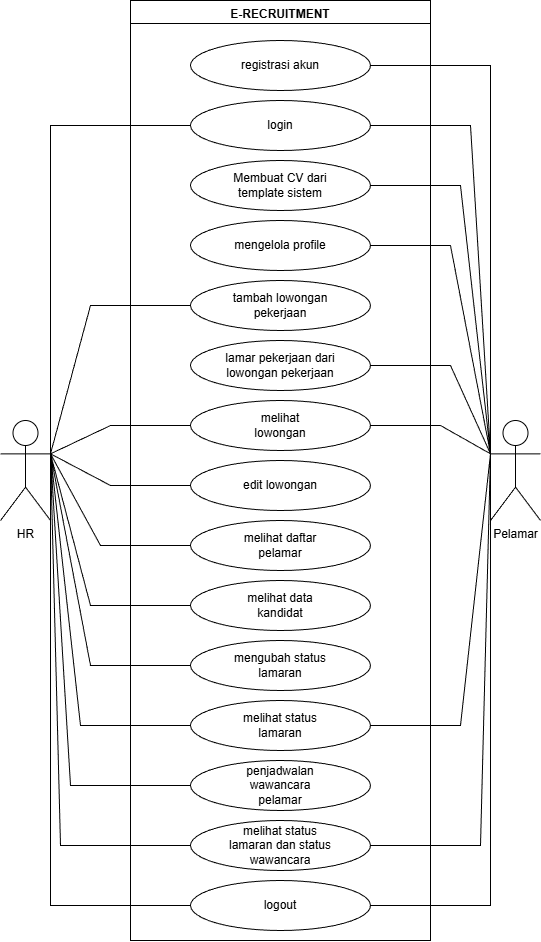 E-RECRUITMENT
registrasi akun
login
Membuat CV dari
template sistem
mengelola profile
tambah lowongan
pekerjaan
lamar pekerjaan dari
lowongan pekerjaan
melihat
lowongan
edit lowongan
HR
Pelamar
melihat daftar
pelamar
melihat data
kandidat
mengubah status
lamaran
melihat status
lamaran
penjadwalan
wawancara
pelamar
melihat status
lamaran dan status
wawancara
logout